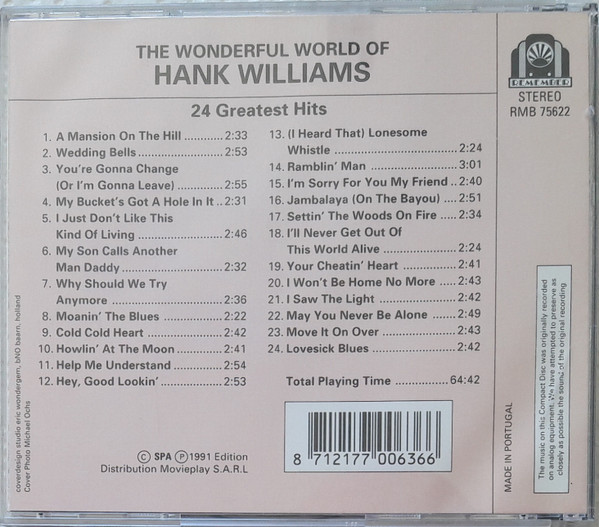 THE WONDERFUL WORLD OF
HANK WILLIAMS
24 Greatest Hits
REMEMBER
STEREO
RMB 75622
1. A Mansion On The Hill ........... 2:33
2. Wedding Bells ....................... 2:53
3. You're Gonna Change
(Or I'm Gonna Leave) ............ 2:55
4. My Bucket's Got A Hole In It .. 2:31
5. I Just Don't Like This
Kind Of Living ....................... 2:46
6. My Son Calls Another
Man Daddy .......................... 2:32
7. Why Should We Try
Anymore .............................. 2:36
8. Moanin' The Blues ................ 2:22
9. Cold Cold Heart .................... 2:42
10. Howlin' At The Moon ............ 2:41
11. Help Me Understand ............. 2:54
12. Hey, Good Lookin' ................. 2:53
13. (I Heard That) Lonesome
Whistle ................................ 2:24
14. Ramblin' Man ....................... 3:01
15. I'm Sorry For You My Friend .. 2:40
16. Jambalaya (On The Bayou) .... 2:51
17. Settin' The Woods On Fire ..... 2:34
18. I'll Never Get Out Of
This World Alive ................... 2:24
19. Your Cheatin' Heart .............. 2:41
20. I Won't Be Home No More .... 2:43
21. I Saw The Light .................... 2:42
22. May You Never Be Alone ....... 2:49
23. Move It On Over ................... 2:43
24. Lovesick Blues ..................... 2:42
Total Playing Time ............... 64:42
© SPA ℗ 1991 Edition
Distribution Movieplay S.A.R.L
8 712177 006366
coverdesign studio eric wondergem, bNO baarn, holland
Cover Photo Michael Ochs
MADE IN PORTUGAL
The music on this Compact Disc was originally recorded
on analog equipment. We have attempted to preserve as
closely as possible the sound of the original recording